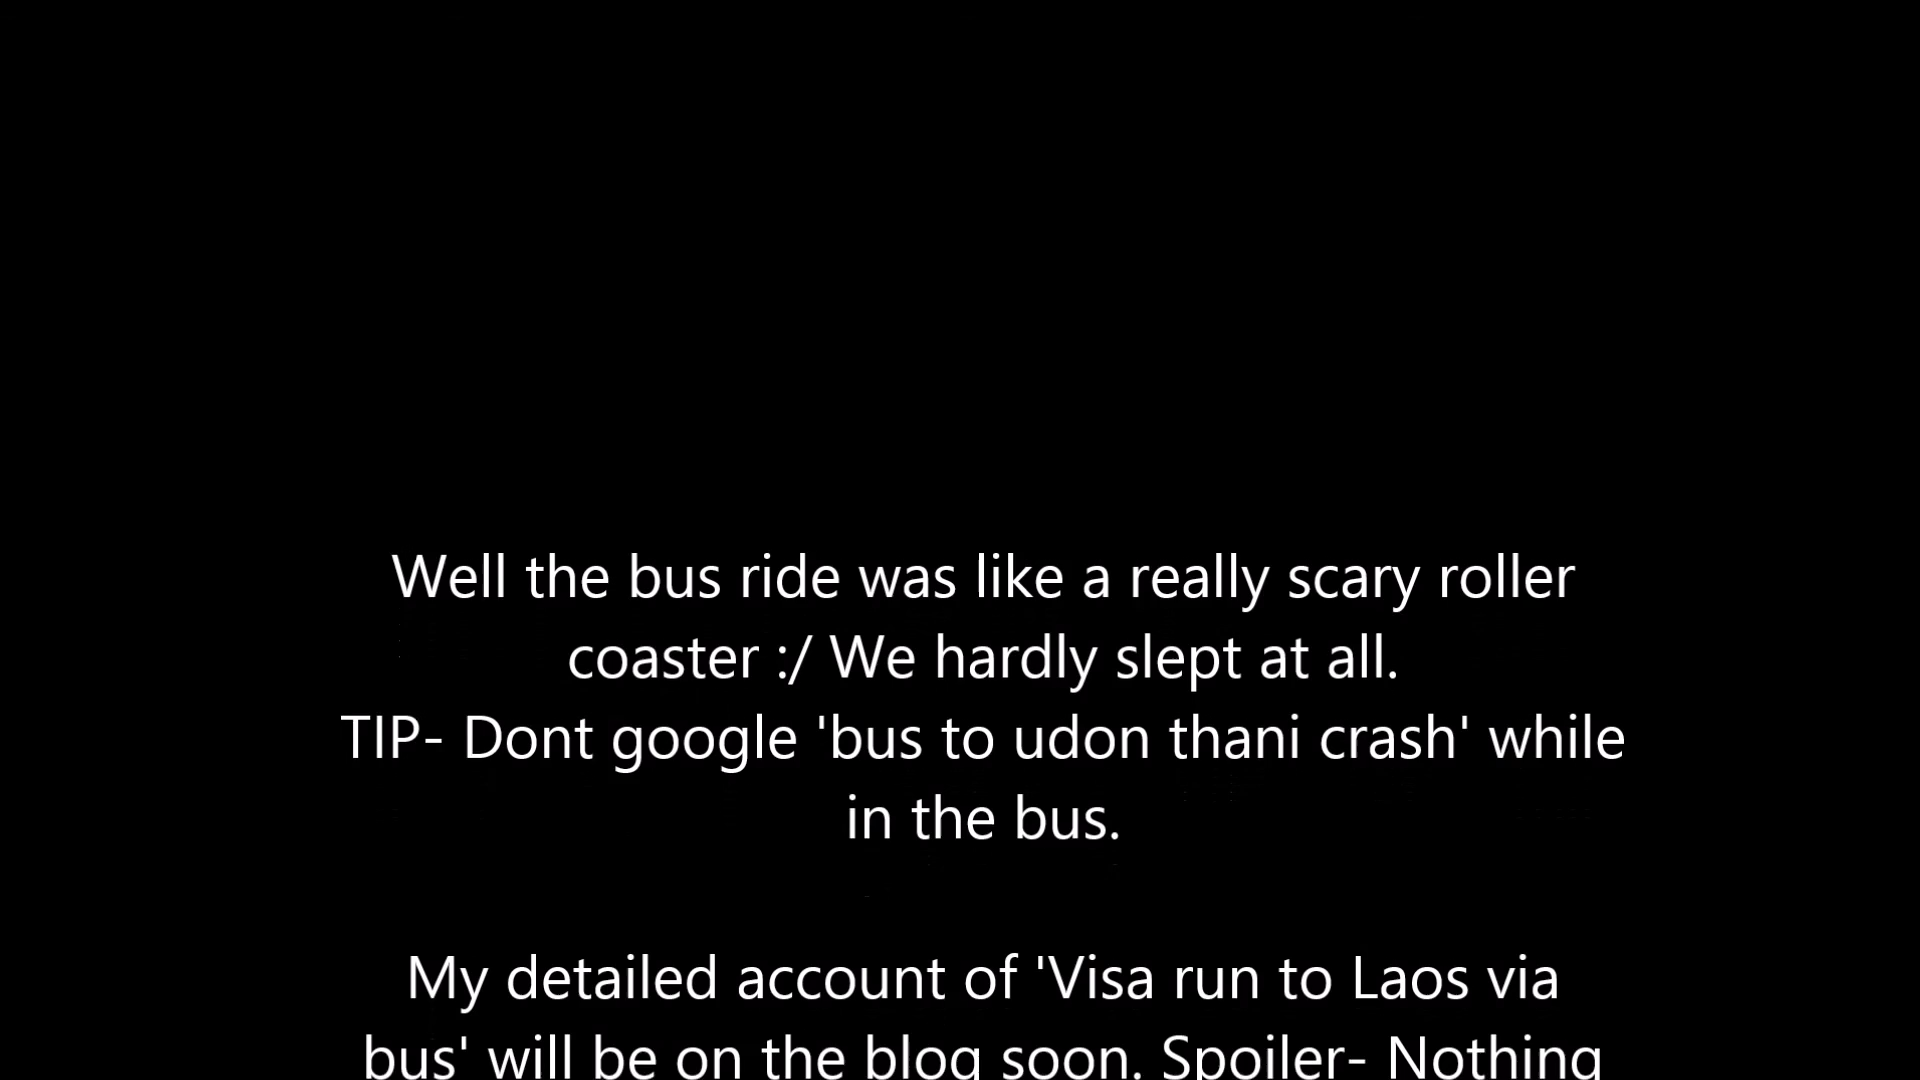 Well the bus ride was like a really scary roller
coaster :/ We hardly slept at all.
TIP- Dont google 'bus to udon thani crash' while
in the bus.
My detailed account of 'Visa run to Laos via
bus' will be on the blog soon. Spoiler- Nothing